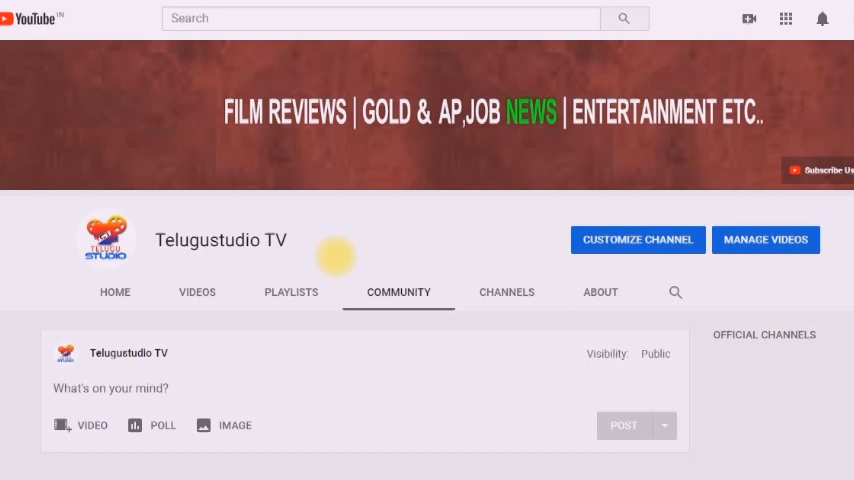 YouTube IN
Search
FILM REVIEWS | GOLD & AP,JOB NEWS | ENTERTAINMENT ETC..
Subscribe Us
TELUGU
STUDIO
Telugustudio TV
CUSTOMIZE CHANNEL
MANAGE VIDEOS
HOME
VIDEOS
PLAYLISTS
COMMUNITY
CHANNELS
ABOUT
Telugustudio TV
Visibility: Public
OFFICIAL CHANNELS
What's on your mind?
VIDEO
POLL
IMAGE
POST